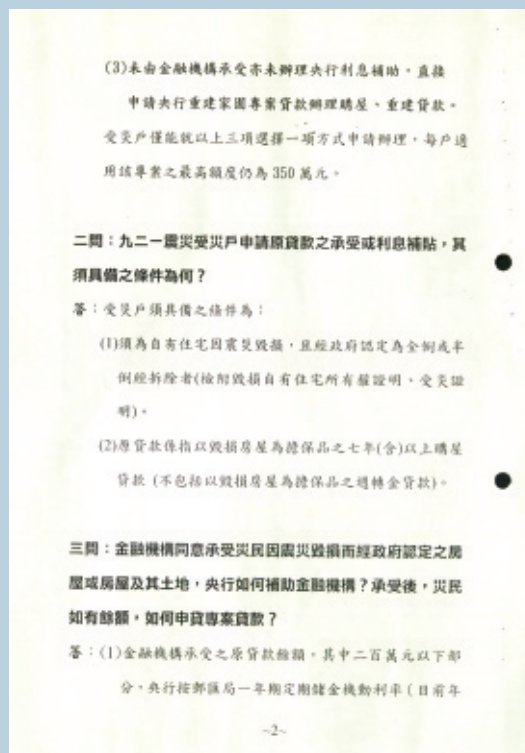 (3)未由金融機構承受亦未辦理央行利息補助，直接
申請央行重建家園專案貸款辦理購屋、重建貸款。
受災戶僅能就以上三項選擇一項方式申請辦理，每戶適
用該專案之最高額度仍為 350 萬元。
二問：九二一震災受災戶申請原貸款之承受或利息補貼，其
須具備之條件為何？
答：受災戶須具備之條件為：
(1)須為自有住宅因震災毀損，且經政府認定為全倒或半
倒經拆除者(檢附毀損自有住宅所有權證明、受災證
明)。
(2)原貸款係指以毀損房屋為擔保品之七年(含)以上購屋
貸款 (不包括以毀損房屋為擔保品之週轉金貸款)。
三問：金融機構同意承受災民因震災毀損而經政府認定之房
屋或房屋及其土地，央行如何補助金融機構？承受後，災民
如有餘額，如何申貸專案貸款？
答：(1)金融機構承受之原貸款餘額，其中二百萬元以下部
分，央行按郵匯局一年期定期儲金機動利率（目前年
~2~